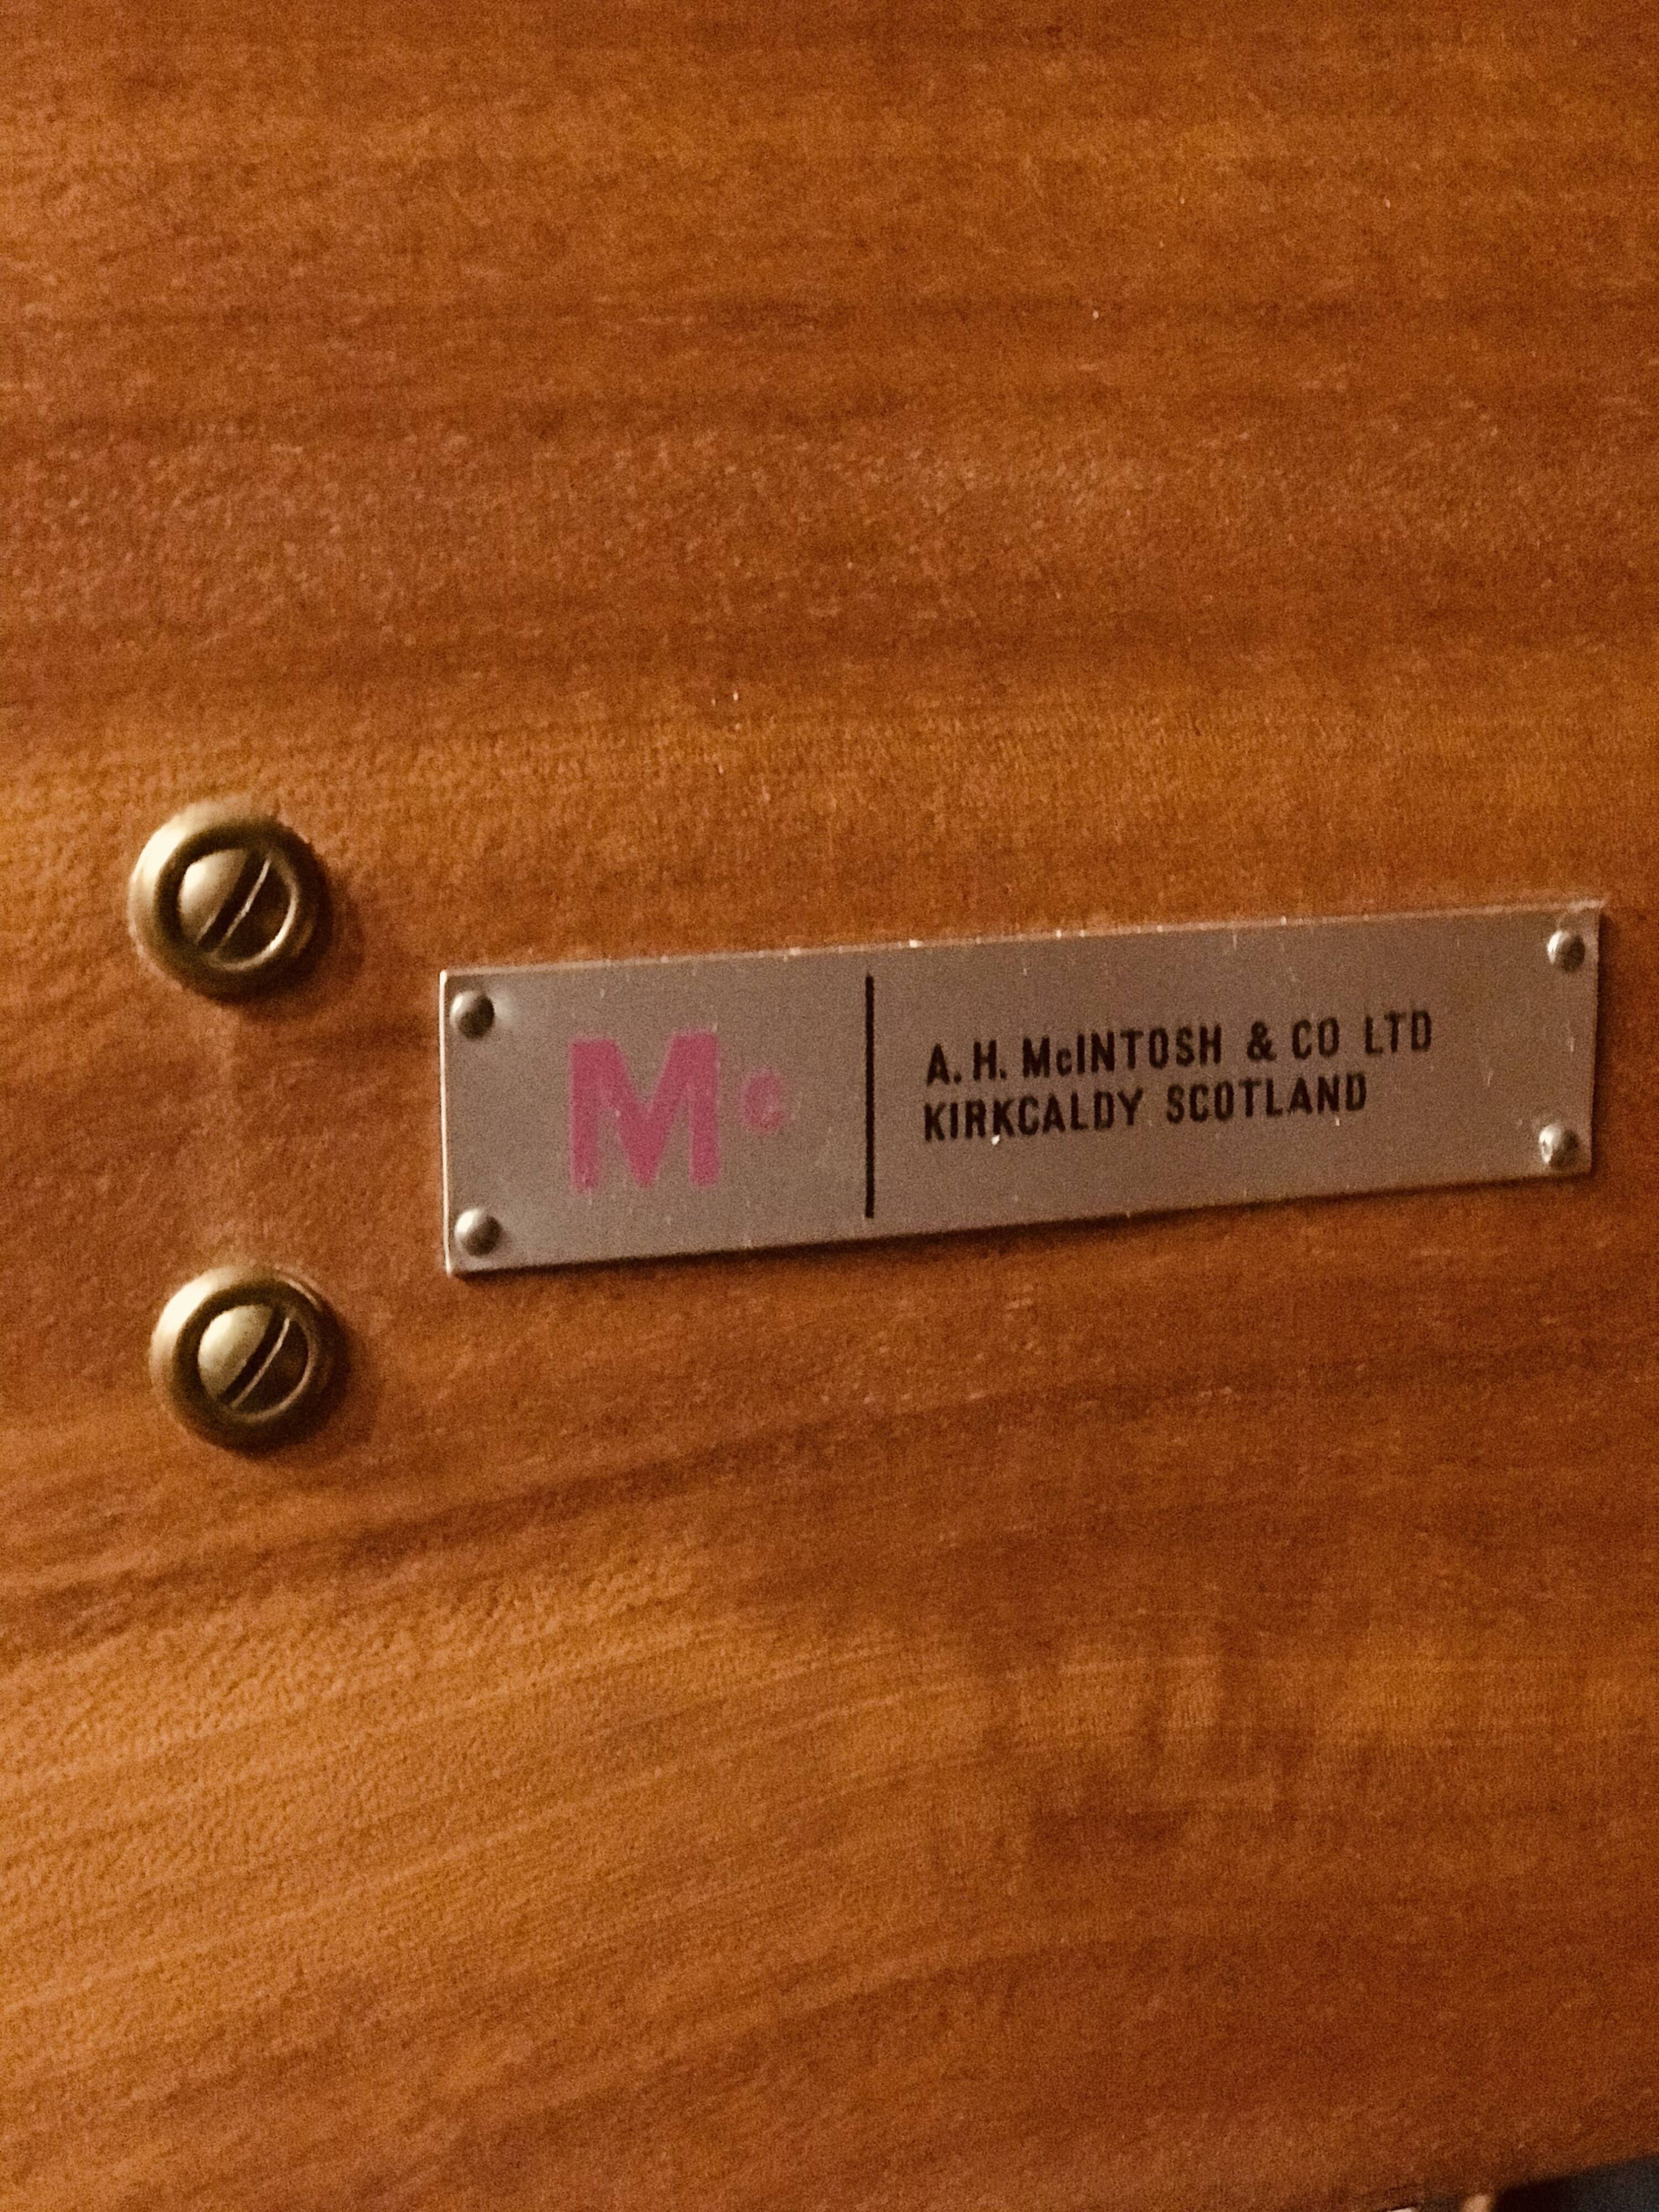 Mc
A. H. McINTOSH & CO LTD
KIRKCALDY SCOTLAND